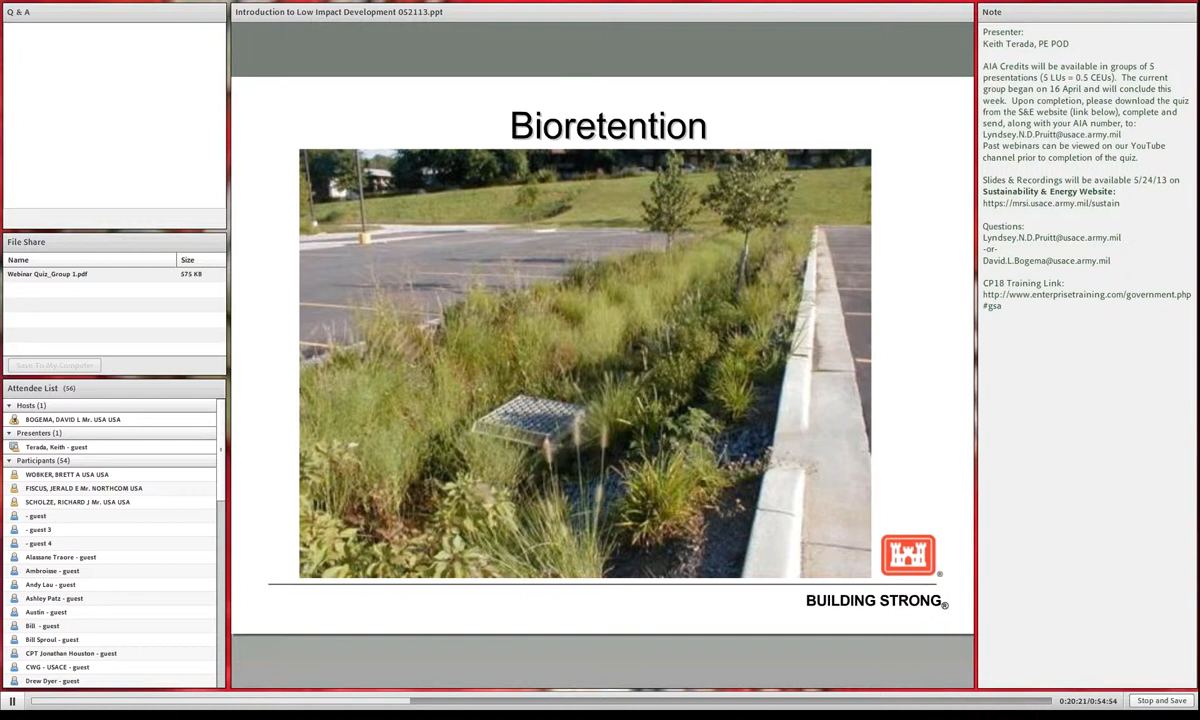 Q & A
Introduction to Low Impact Development 052113.ppt
Note
Presenter:
Keith Terada, PE POD
AIA Credits will be available in groups of 5
presentations (5 LUs = 0.5 CEUs). The current
group began on 16 April and will conclude this
week. Upon completion, please download the quiz
from the S&E website (link below), complete and
send, along with your AIA number, to:
Lyndsey.N.D.Pruitt@usace.army.mil
Past webinars can be viewed on our YouTube
channel prior to completion of the quiz.
Slides & Recordings will be available 5/24/13 on
Sustainability & Energy Website:
https://mrsi.usace.army.mil/sustain
Questions:
Lyndsey.N.D.Pruitt@usace.army.mil
-or-
David.L.Bogema@usace.army.mil
CP18 Training Link:
http://www.enterprisetraining.com/government.php
#gsa
Bioretention
BUILDING STRONG®
File Share
Name Size
Webinar Quiz_Group 1.pdf 575 KB
Save To My Computer
Attendee List (56)
Hosts (1)
BOGEMA, DAVID L Mr. USA USA
Presenters (1)
Terada, Keith - guest
Participants (54)
WOBKER, BRETT A USA USA
FISCUS, JERALD E Mr. NORTHCOM USA
SCHOLZE, RICHARD J Mr. USA USA
- guest
- guest 3
- guest 4
Alassane Traore - guest
Ambroisse - guest
Andy Lau - guest
Ashley Patz - guest
Austin - guest
Bill - guest
Bill Sproul - guest
CPT Jonathan Houston - guest
CWG - USACE - guest
Drew Dyer - guest
0:20:21/0:54:54
Stop and Save